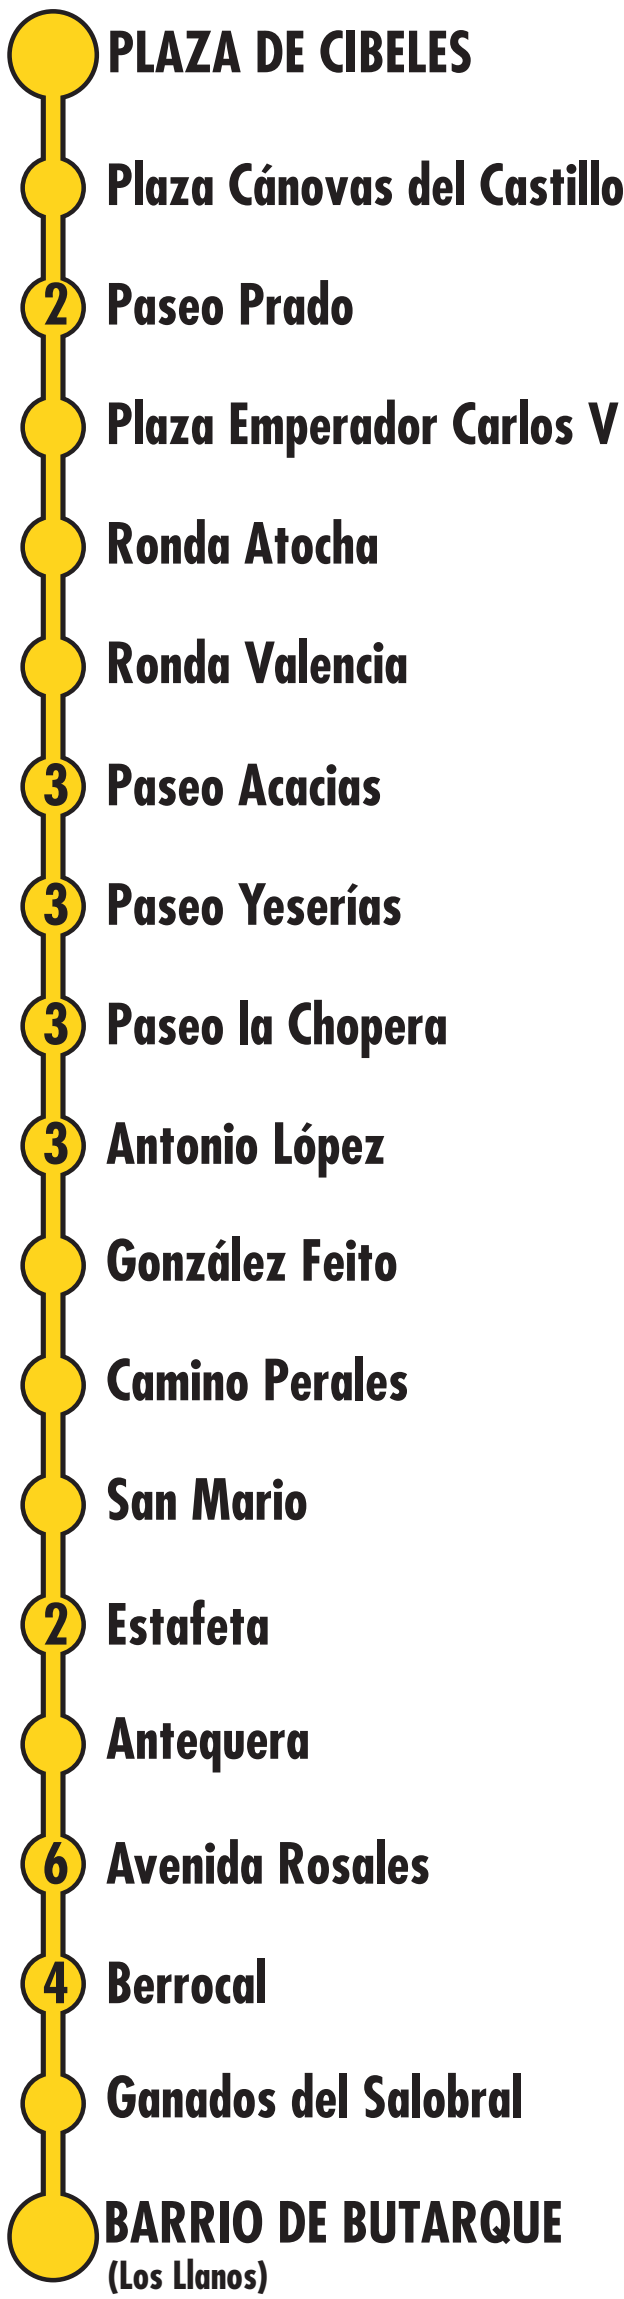 PLAZA DE CIBELES
Plaza Cánovas del Castillo
2 Paseo Prado
Plaza Emperador Carlos V
Ronda Atocha
Ronda Valencia
3 Paseo Acacias
3 Paseo Yeserías
3 Paseo la Chopera
3 Antonio López
González Feito
Camino Perales
San Mario
2 Estafeta
Antequera
6 Avenida Rosales
4 Berrocal
Ganados del Salobral
BARRIO DE BUTARQUE
(Los Llanos)